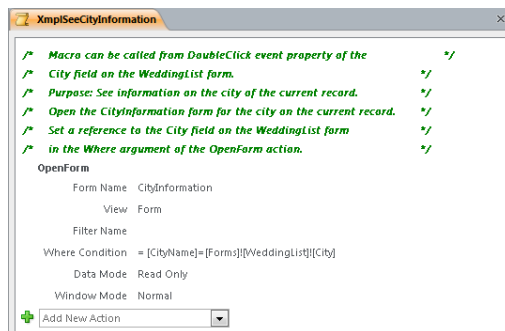 XmplSeeCityInformation
/* Macro can be called from DoubleClick event property of the */
/* City field on the WeddingList form. */
/* Purpose: See information on the city of the current record. */
/* Open the CityInformation form for the city on the current record. */
/* Set a reference to the City field on the WeddingList form */
/* in the Where argument of the OpenForm action. */
OpenForm
Form Name CityInformation
View Form
Filter Name
Where Condition = [CityName]=[Forms]![WeddingList]![City]
Data Mode Read Only
Window Mode Normal
Add New Action